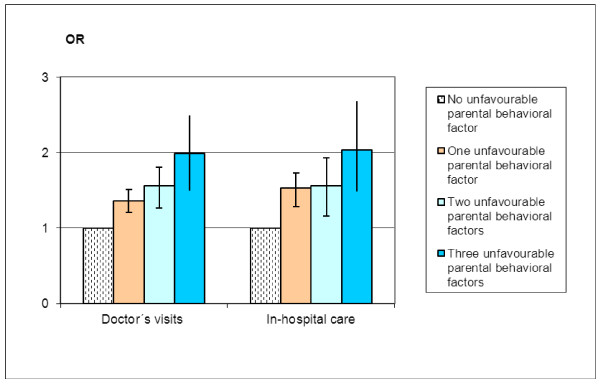 OR
3
2
1
0
Doctor´s visits
In-hospital care
No unfavourable
parental behavioral
factor
One unfavourable
parental behavioral
factor
Two unfavourable
parental behavioral
factors
Three unfavourable
parental behavioral
factors